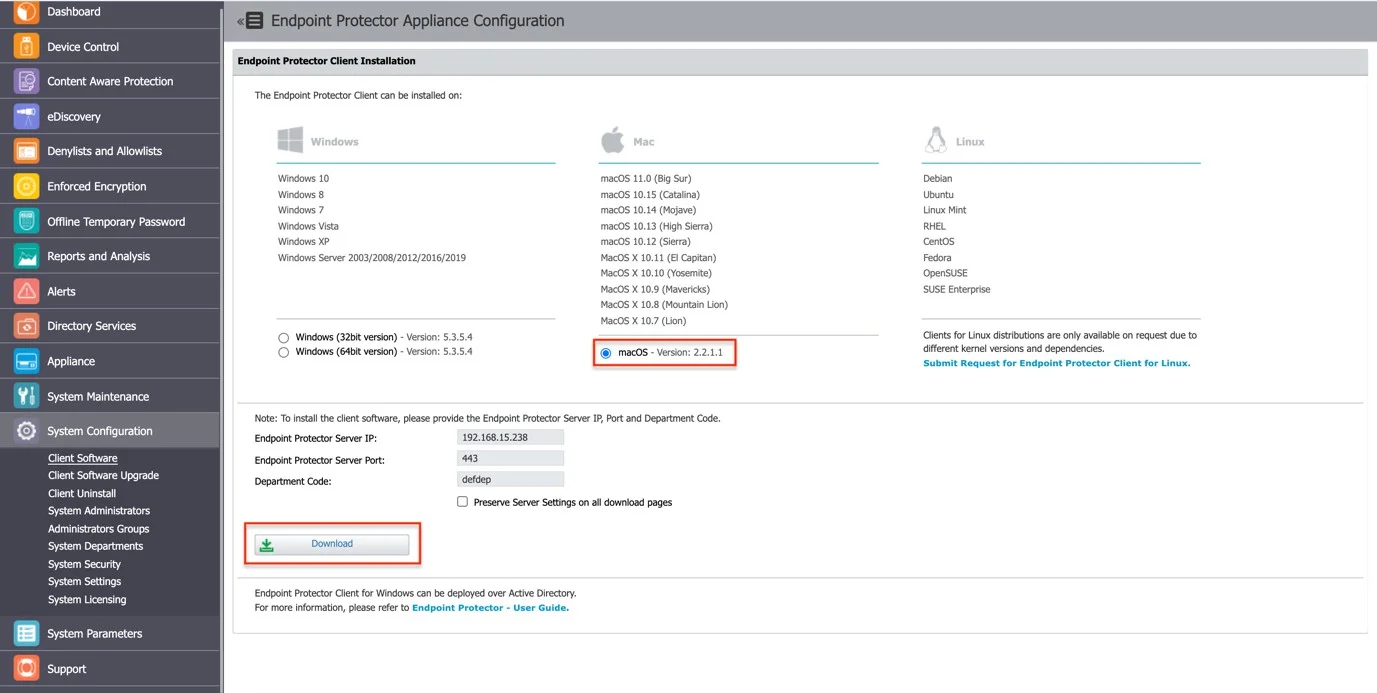 Dashboard
Device Control
Content Aware Protection
eDiscovery
Denylists and Allowlists
Enforced Encryption
Offline Temporary Password
Reports and Analysis
Alerts
Directory Services
Appliance
System Maintenance
System Configuration
Client Software
Client Software Upgrade
Client Uninstall
System Administrators
Administrators Groups
System Departments
System Security
System Settings
System Licensing
System Parameters
Support
Endpoint Protector Appliance Configuration
Endpoint Protector Client Installation
The Endpoint Protector Client can be installed on:
Windows
Windows 10
Windows 8
Windows 7
Windows Vista
Windows XP
Windows Server 2003/2008/2012/2016/2019
Windows (32bit version) - Version: 5.3.5.4
Windows (64bit version) - Version: 5.3.5.4
Mac
macOS 11.0 (Big Sur)
macOS 10.15 (Catalina)
macOS 10.14 (Mojave)
macOS 10.13 (High Sierra)
macOS 10.12 (Sierra)
MacOS X 10.11 (El Capitan)
MacOS X 10.10 (Yosemite)
MacOS X 10.9 (Mavericks)
MacOS X 10.8 (Mountain Lion)
MacOS X 10.7 (Lion)
macOS - Version: 2.2.1.1
Linux
Debian
Ubuntu
Linux Mint
RHEL
CentOS
Fedora
OpenSUSE
SUSE Enterprise
Clients for Linux distributions are only available on request due to
different kernel versions and dependencies.
Submit Request for Endpoint Protector Client for Linux.
Note: To install the client software, please provide the Endpoint Protector Server IP, Port and Department Code.
Endpoint Protector Server IP: 192.168.15.238
Endpoint Protector Server Port: 443
Department Code: defdep
Preserve Server Settings on all download pages
Download
Endpoint Protector Client for Windows can be deployed over Active Directory.
For more information, please refer to Endpoint Protector - User Guide.